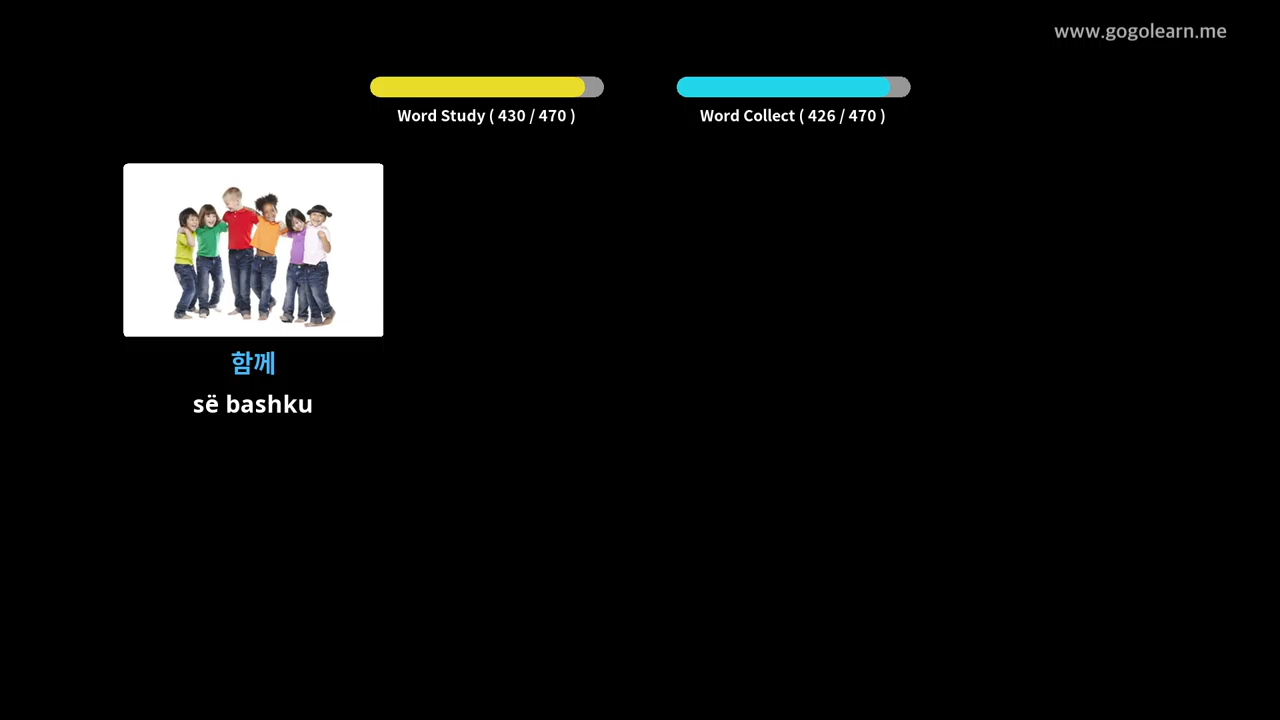 www.gogolearn.me
Word Study ( 430 / 470 )
Word Collect ( 426 / 470 )
함께
së bashku